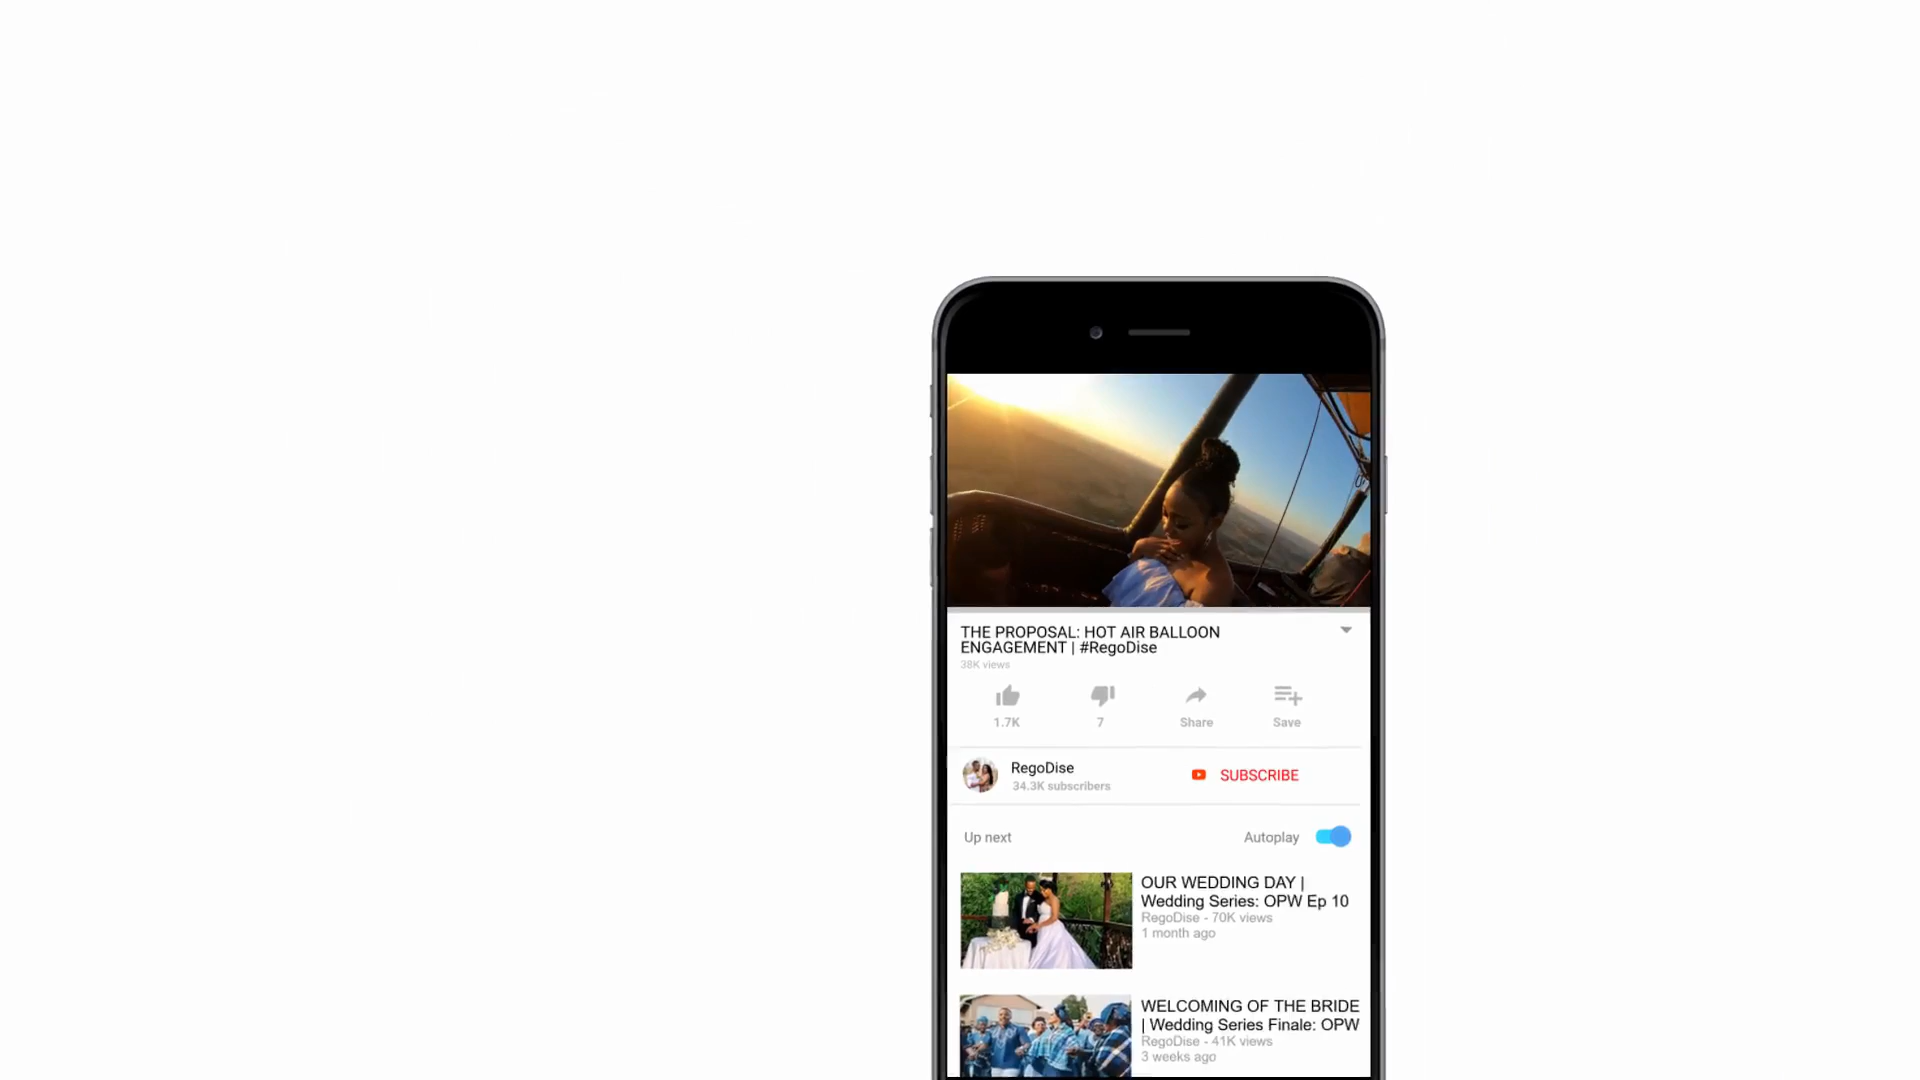 THE PROPOSAL: HOT AIR BALLOON
ENGAGEMENT | #RegoDise
38K views
1.7K
7
Share
Save
RegoDise
34.3K subscribers
SUBSCRIBE
Up next
Autoplay
OUR WEDDING DAY |
Wedding Series: OPW Ep 10
RegoDise - 70K views
1 month ago
WELCOMING OF THE BRIDE
| Wedding Series Finale: OPW
RegoDise - 41K views
3 weeks ago